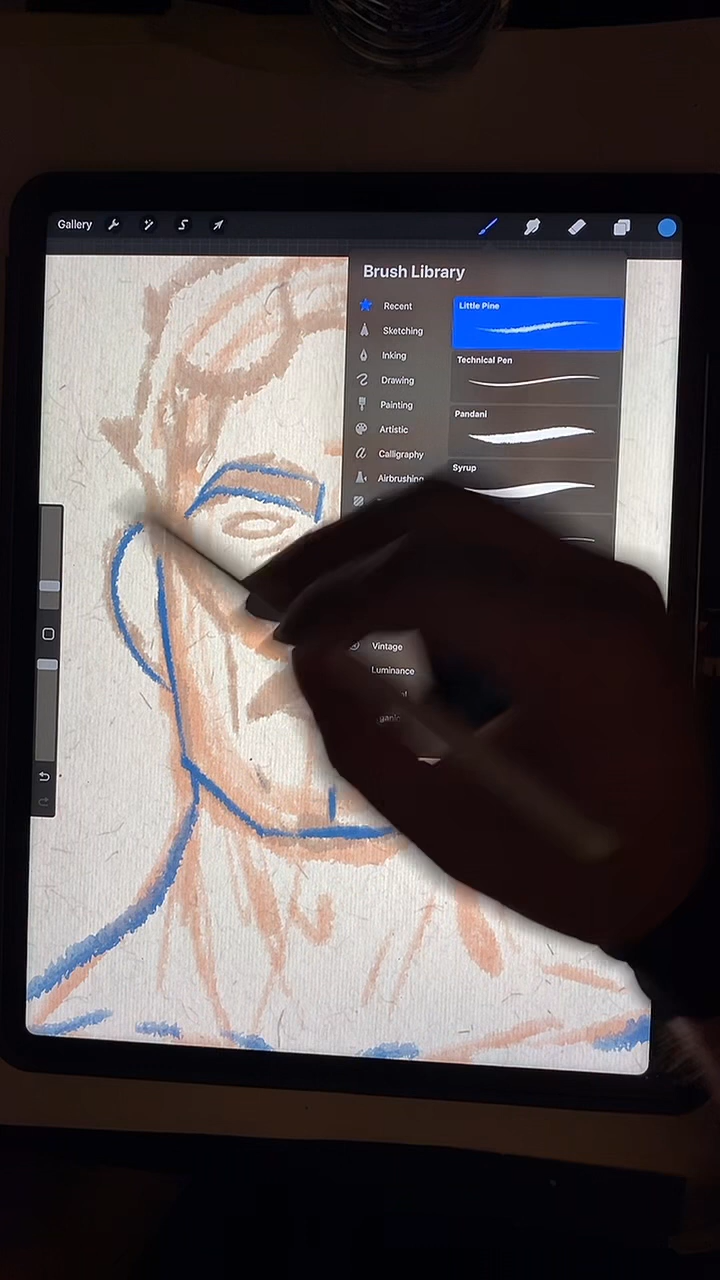 Gallery
Brush Library
Recent
Sketching
Inking
Drawing
Painting
Artistic
Calligraphy
Airbrushing
Vintage
Luminance
Little Pine
Technical Pen
Pandani
Syrup